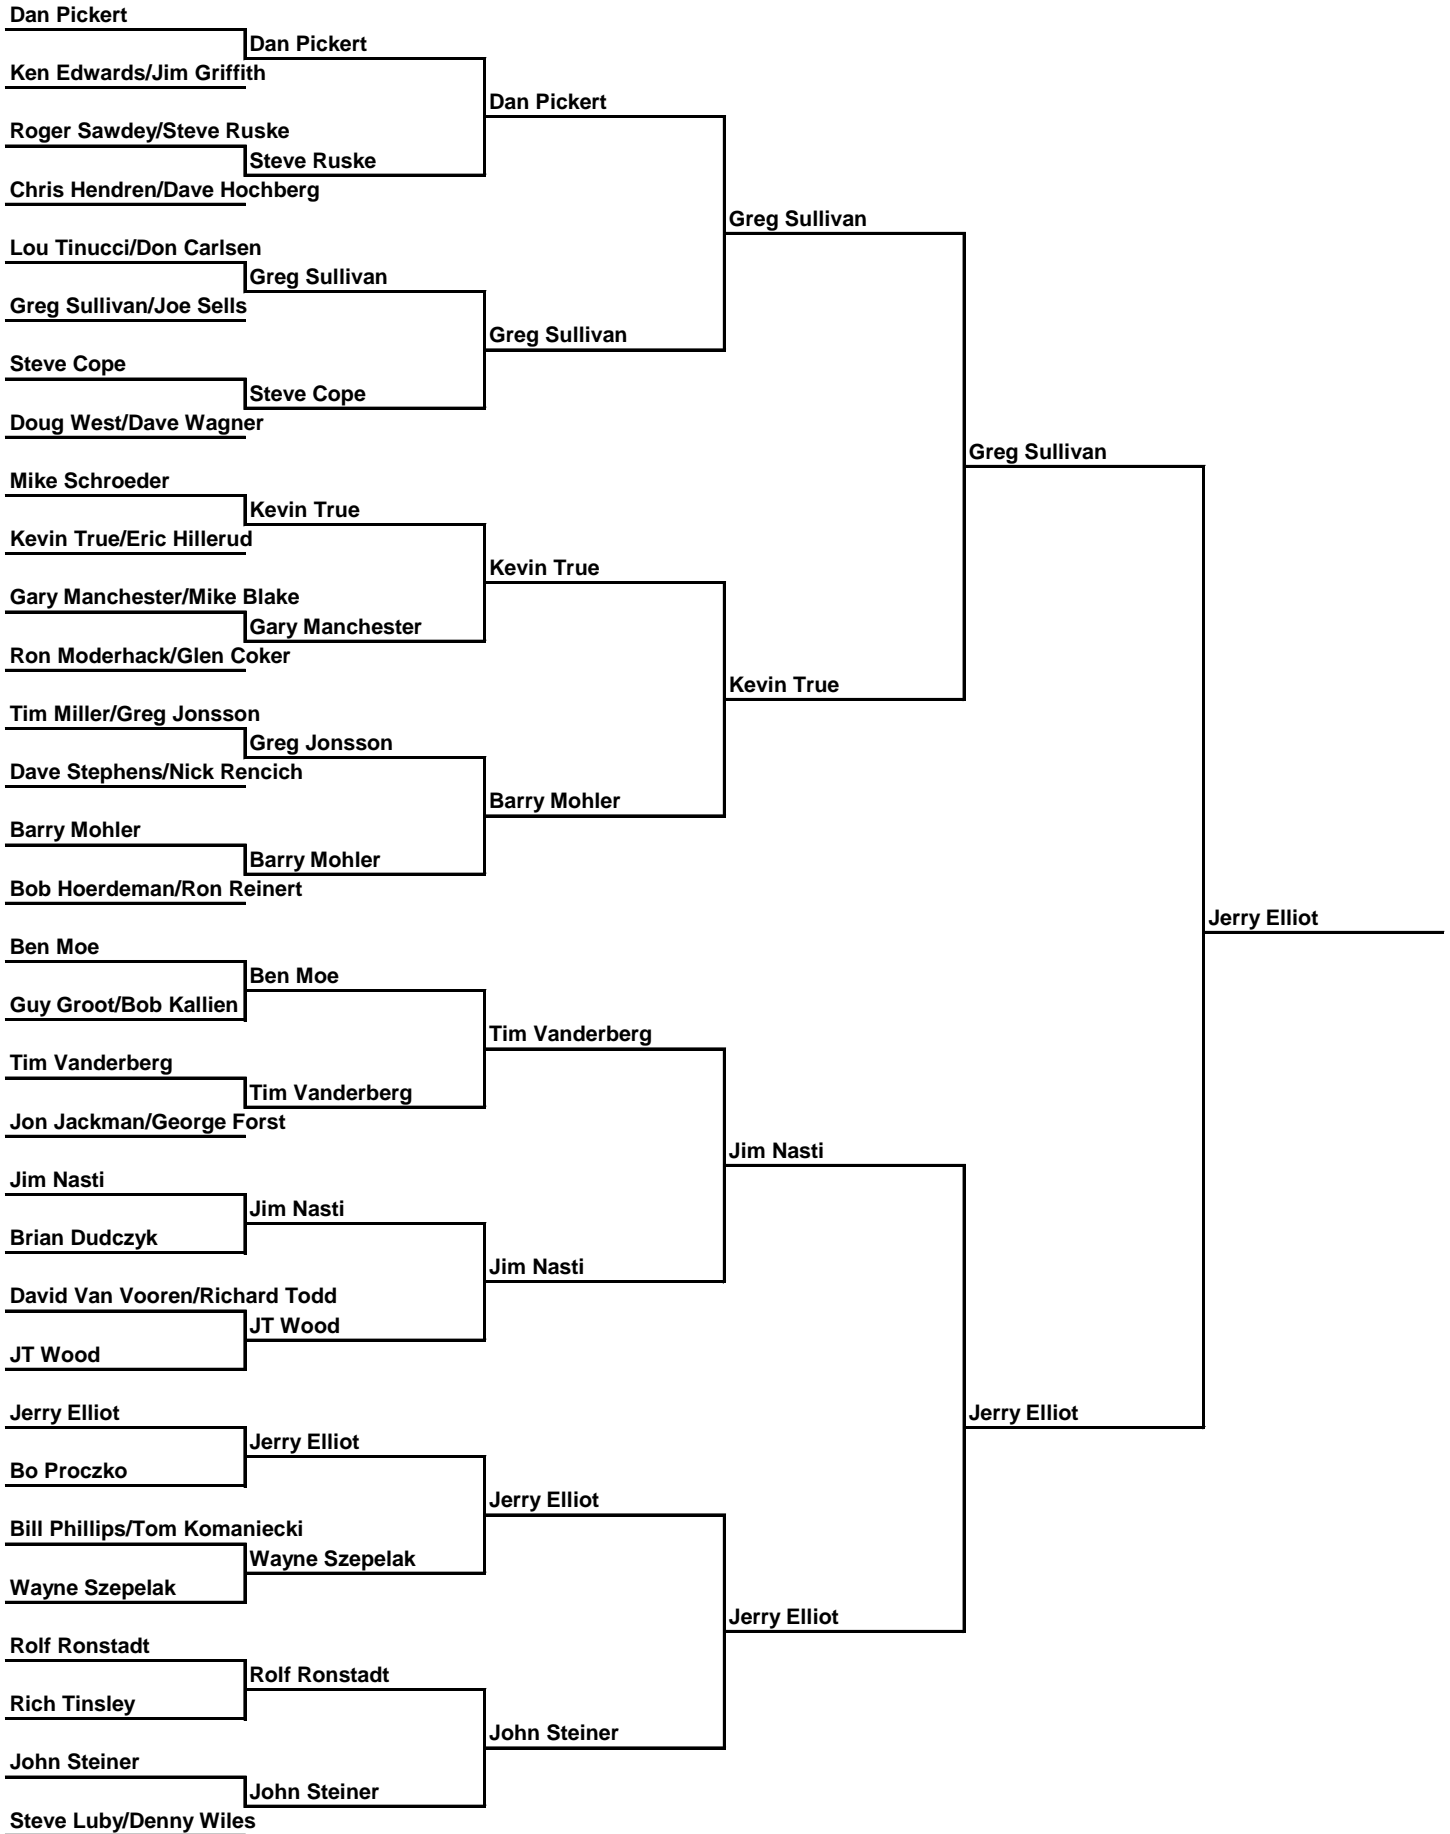 Dan Pickert
Dan Pickert
Ken Edwards/Jim Griffith
Dan Pickert
Roger Sawdey/Steve Ruske
Steve Ruske
Chris Hendren/Dave Hochberg
Greg Sullivan
Lou Tinucci/Don Carlsen
Greg Sullivan
Greg Sullivan/Joe Sells
Greg Sullivan
Steve Cope
Steve Cope
Doug West/Dave Wagner
Greg Sullivan
Mike Schroeder
Kevin True
Kevin True/Eric Hillerud
Kevin True
Gary Manchester/Mike Blake
Gary Manchester
Ron Moderhack/Glen Coker
Kevin True
Tim Miller/Greg Jonsson
Greg Jonsson
Dave Stephens/Nick Rencich
Barry Mohler
Barry Mohler
Barry Mohler
Bob Hoerdeman/Ron Reinert
Jerry Elliot
Ben Moe
Ben Moe
Guy Groot/Bob Kallien
Tim Vanderberg
Tim Vanderberg
Tim Vanderberg
Jon Jackman/George Forst
Jim Nasti
Jim Nasti
Jim Nasti
Brian Dudczyk
Jim Nasti
David Van Vooren/Richard Todd
JT Wood
JT Wood
Jerry Elliot
Jerry Elliot
Jerry Elliot
Bo Proczko
Jerry Elliot
Bill Phillips/Tom Komaniecki
Wayne Szepelak
Wayne Szepelak
Jerry Elliot
Rolf Ronstadt
Rolf Ronstadt
Rich Tinsley
John Steiner
John Steiner
John Steiner
Steve Luby/Denny Wiles